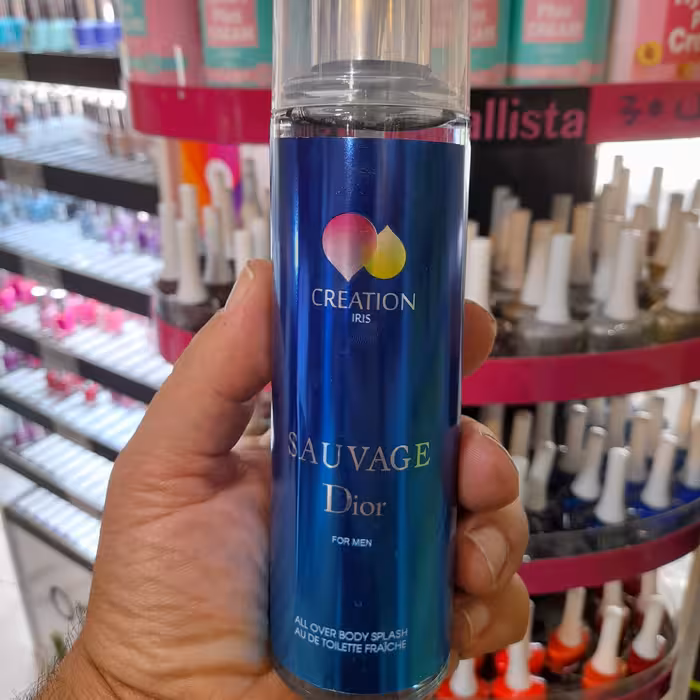 allista
CREATION
IRIS
SAUVAGE
Dior
FOR MEN
ALL OVER BODY SPLASH
AU DE TOILETTE FRAÎCHE